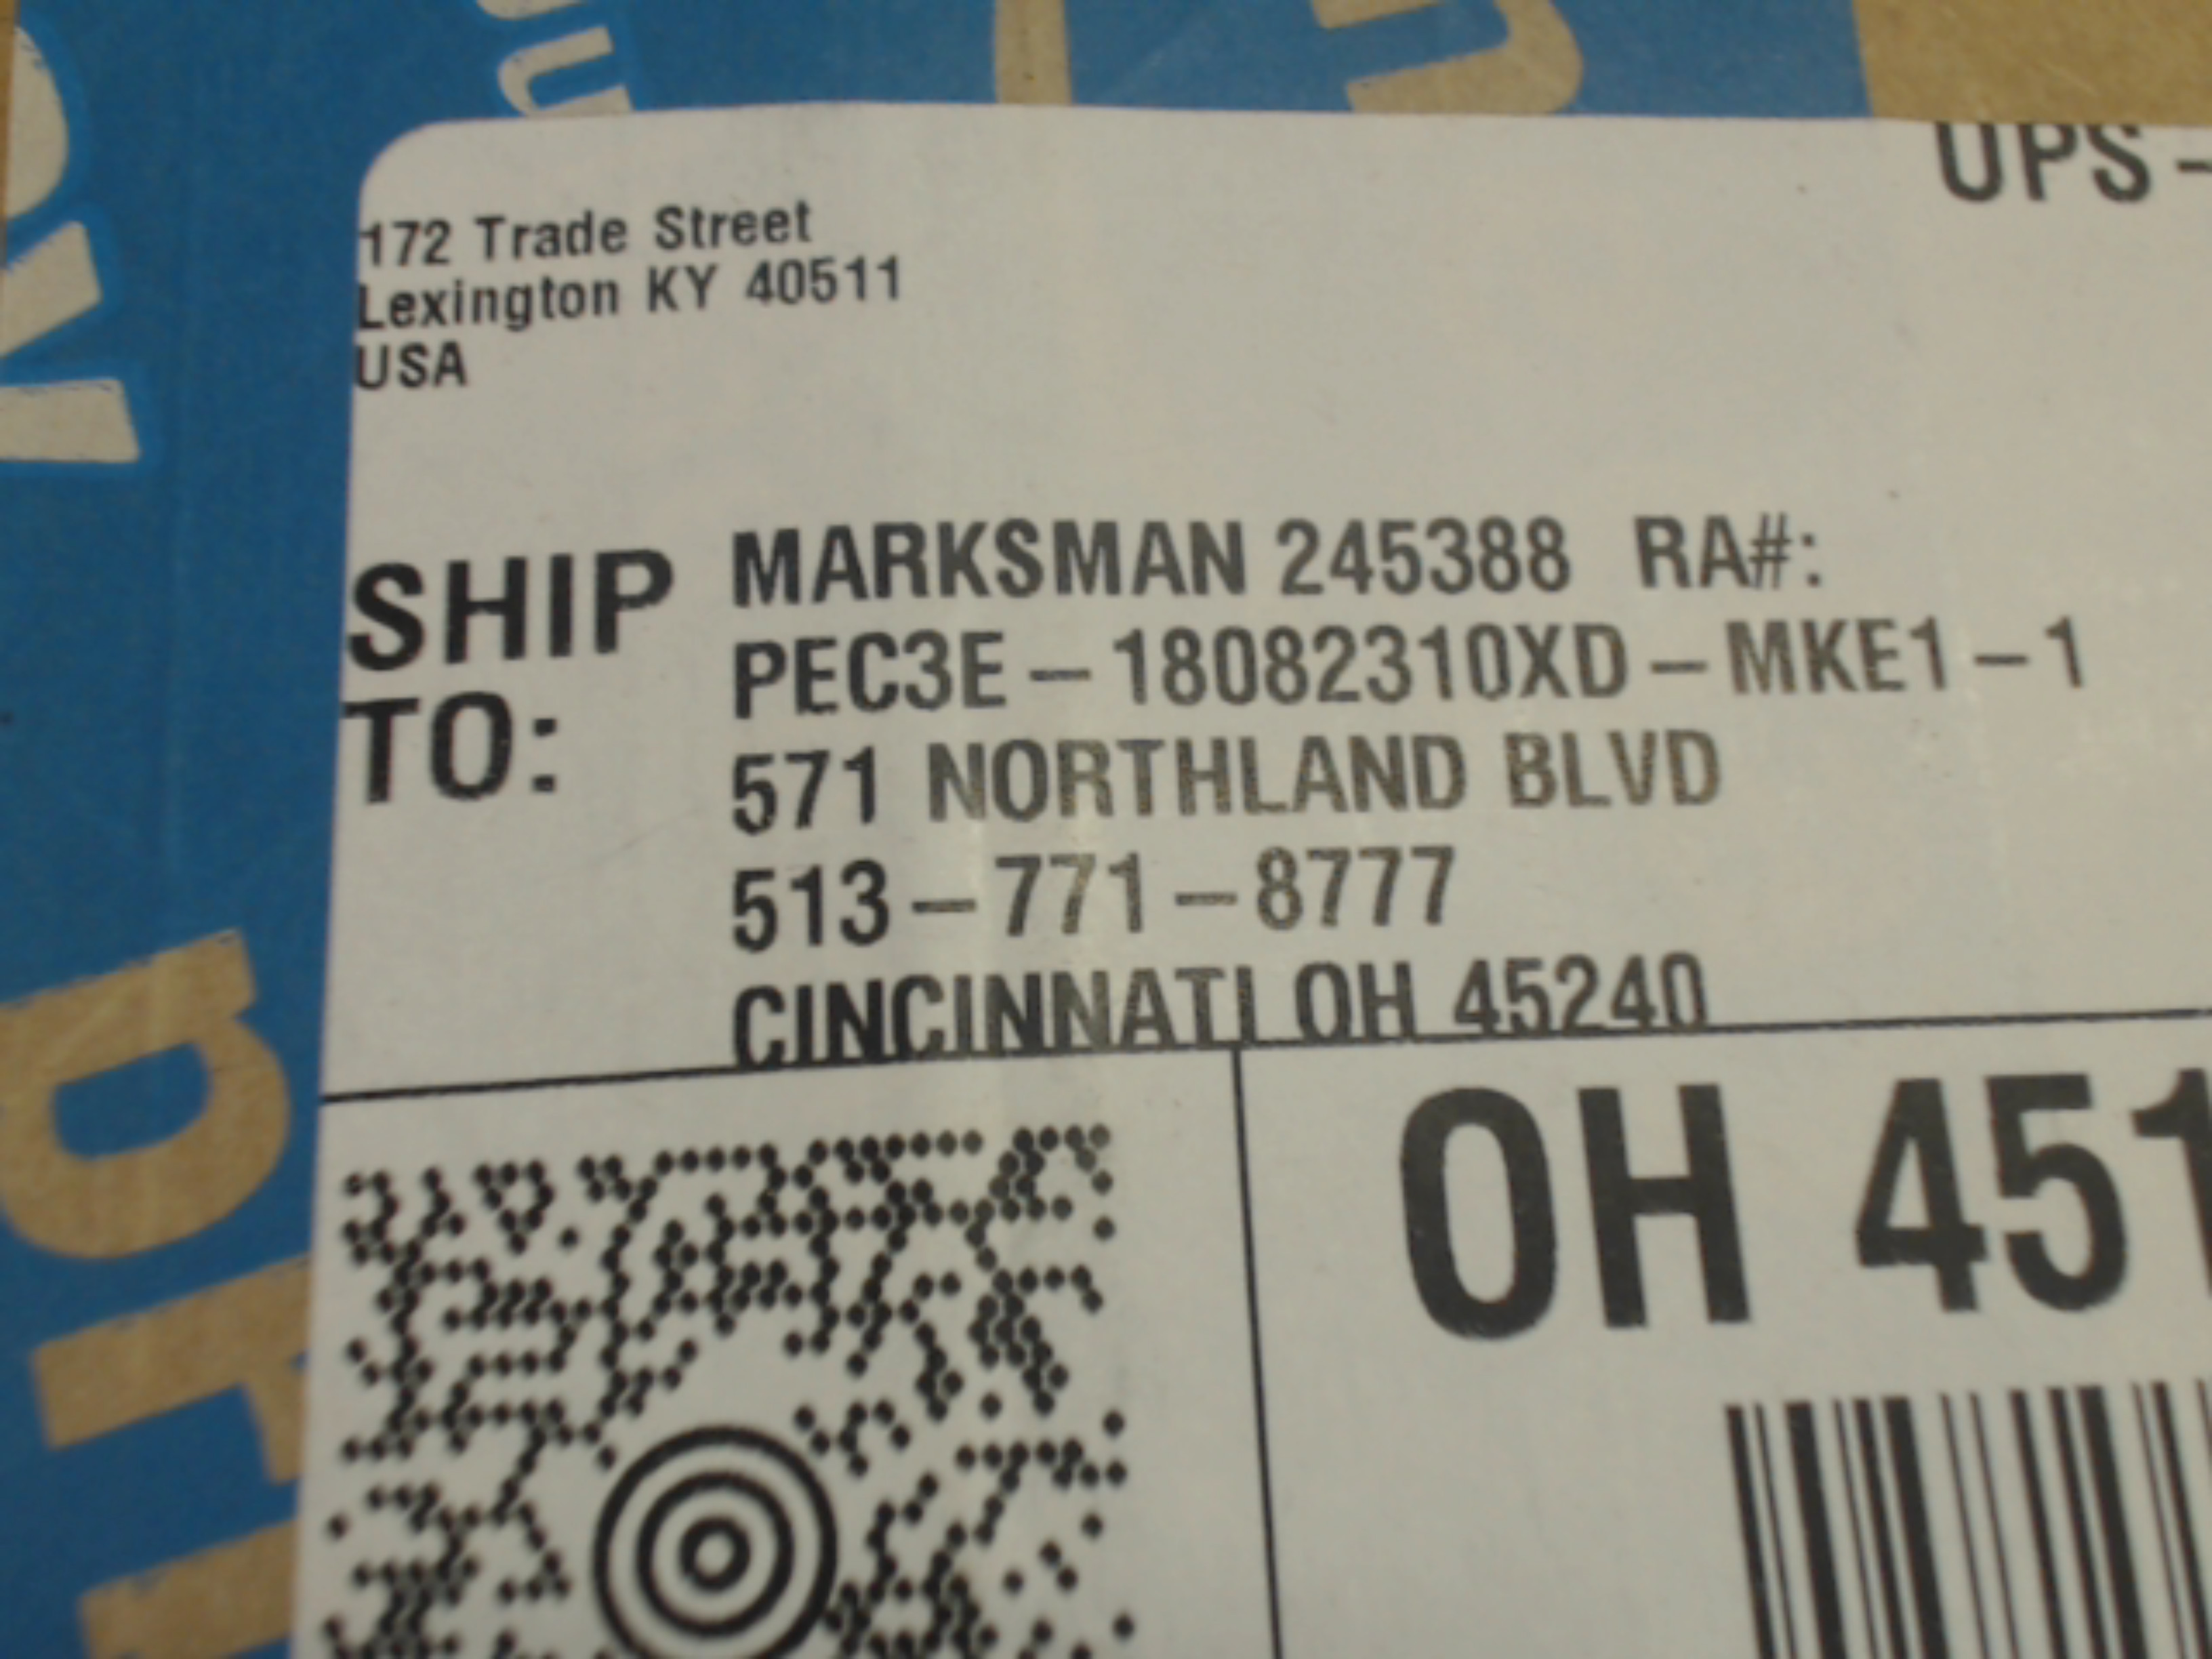 UPS-
172 Trade Street
Lexington KY 40511
USA
SHIP TO:
MARKSMAN 245388 RA#:
PEC3E-18082310XD-MKE1-1
571 NORTHLAND BLVD
513-771-8777
CINCINNATI OH 45240
OH 451